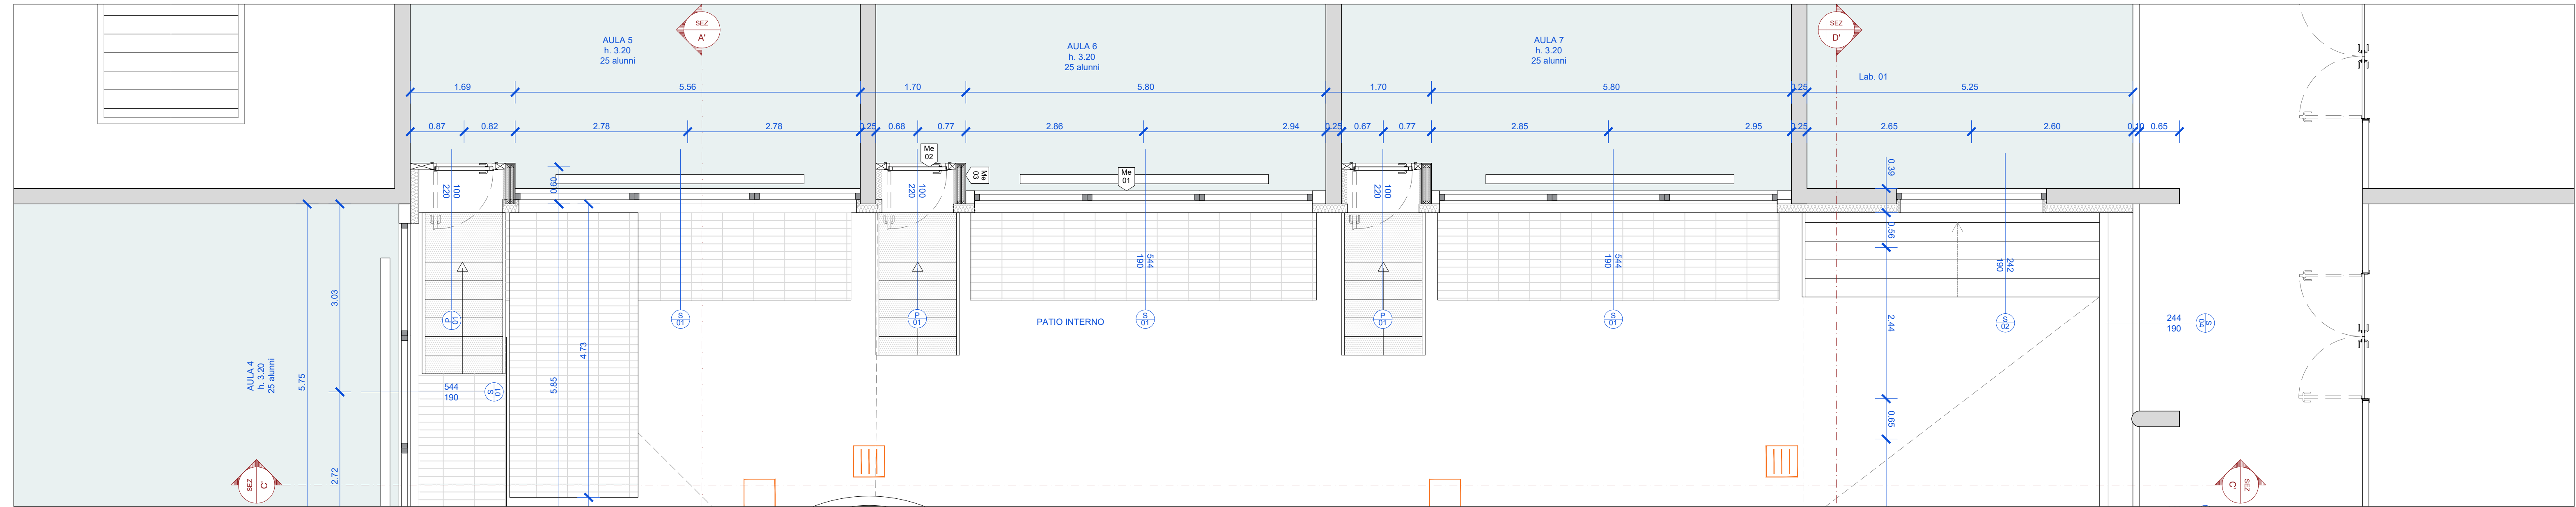 SEZ
A'
SEZ
D'
AULA 5
h. 3.20
25 alunni
AULA 6
h. 3.20
25 alunni
AULA 7
h. 3.20
25 alunni
Lab. 01
1.69
5.56
1.70
5.80
1.70
5.80
0.25
5.25
0.87
0.82
2.78
2.78
0.25
0.68
0.77
2.86
2.94
0.25
0.67
0.77
2.85
2.95
0.25
2.65
2.60
0.10
0.65
Me
02
Me
03
Me
01
100
220
0.60
100
220
100
220
0.39
0.56
544
190
544
190
242
190
3.03
P
01
S
01
P
01
PATIO INTERNO
S
01
P
01
S
01
2.44
S
02
244
190
S
04
4.73
5.75
5.85
AULA 4
h. 3.20
25 alunni
544
190
S
01
0.65
2.72
SEZ
C'
SEZ
C'